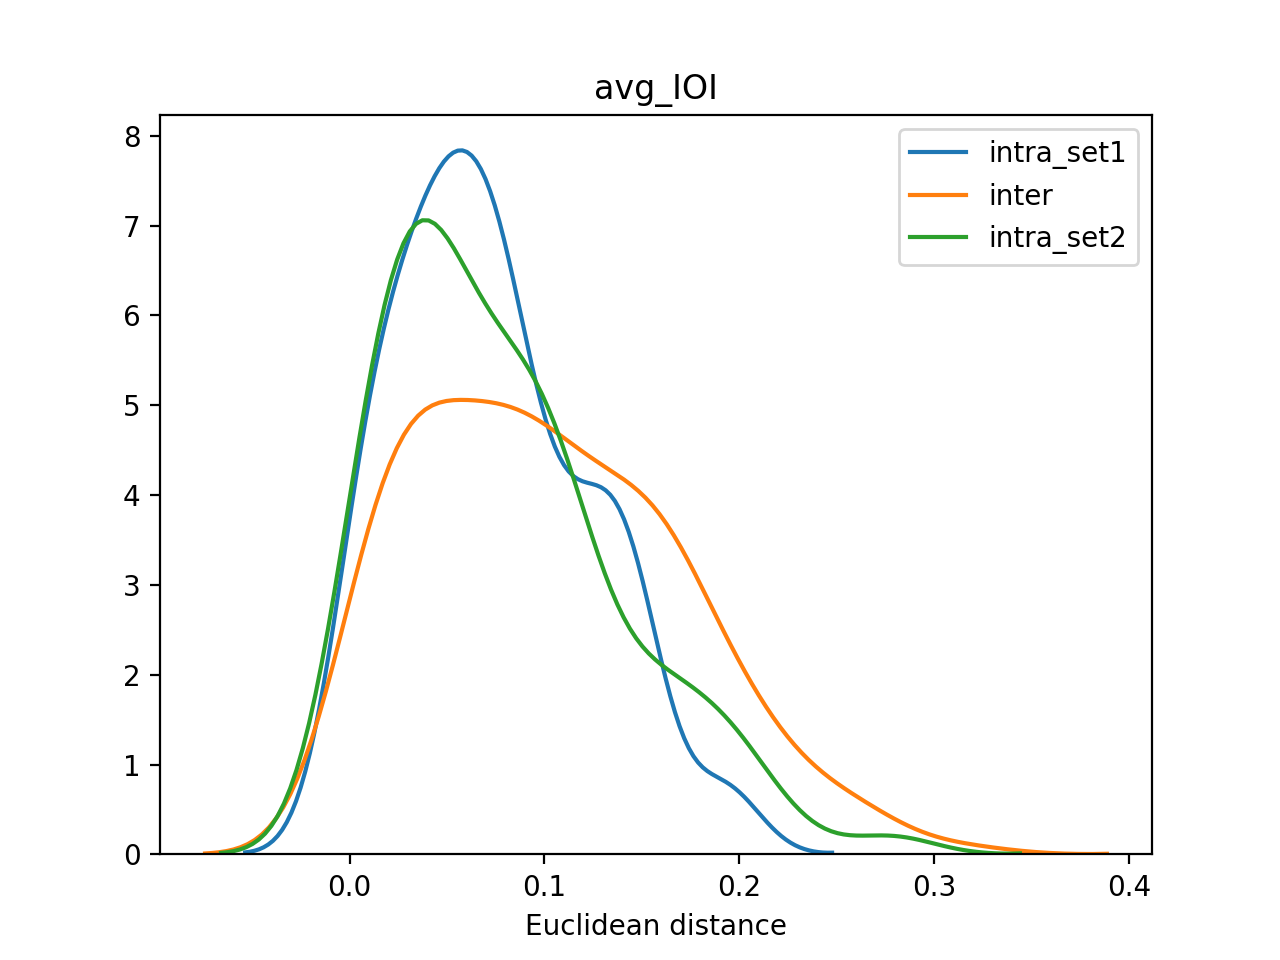 avg_IOI
8
7
6
5
4
3
2
1
0
0.0 0.1 0.2 0.3 0.4
Euclidean distance
intra_set1
inter
intra_set2